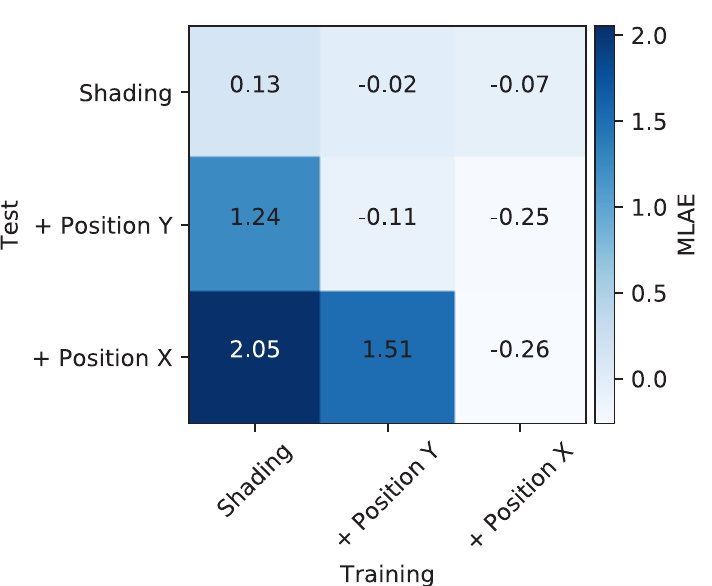 Test
Shading
+ Position Y
+ Position X
0.13 -0.02 -0.07
1.24 -0.11 -0.25
2.05 1.51 -0.26
Shading
+ Position Y
+ Position X
Training
2.0
1.5
1.0
0.5
0.0
MLAE